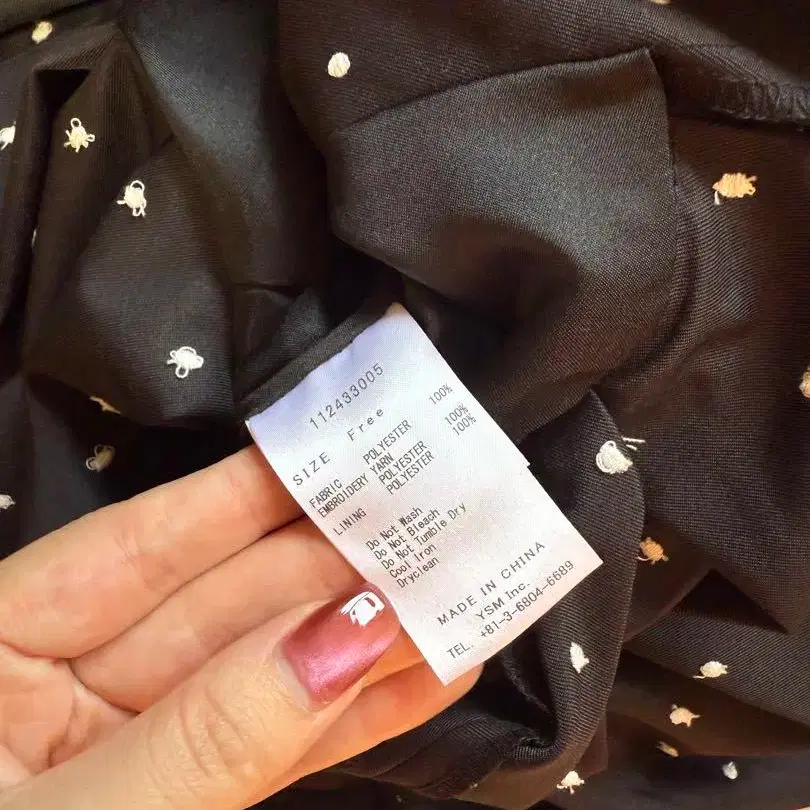 112433005
SIZE Free
FABRIC POLYESTER 100%
EMBROIDERY YARN
POLYESTER 100%
LINING POLYESTER 100%
Do Not Wash
Do Not Bleach
Do Not Tumble Dry
Cool Iron
Dryclean
MADE IN CHINA
YSM Inc.
TEL. +81-3-6804-6689